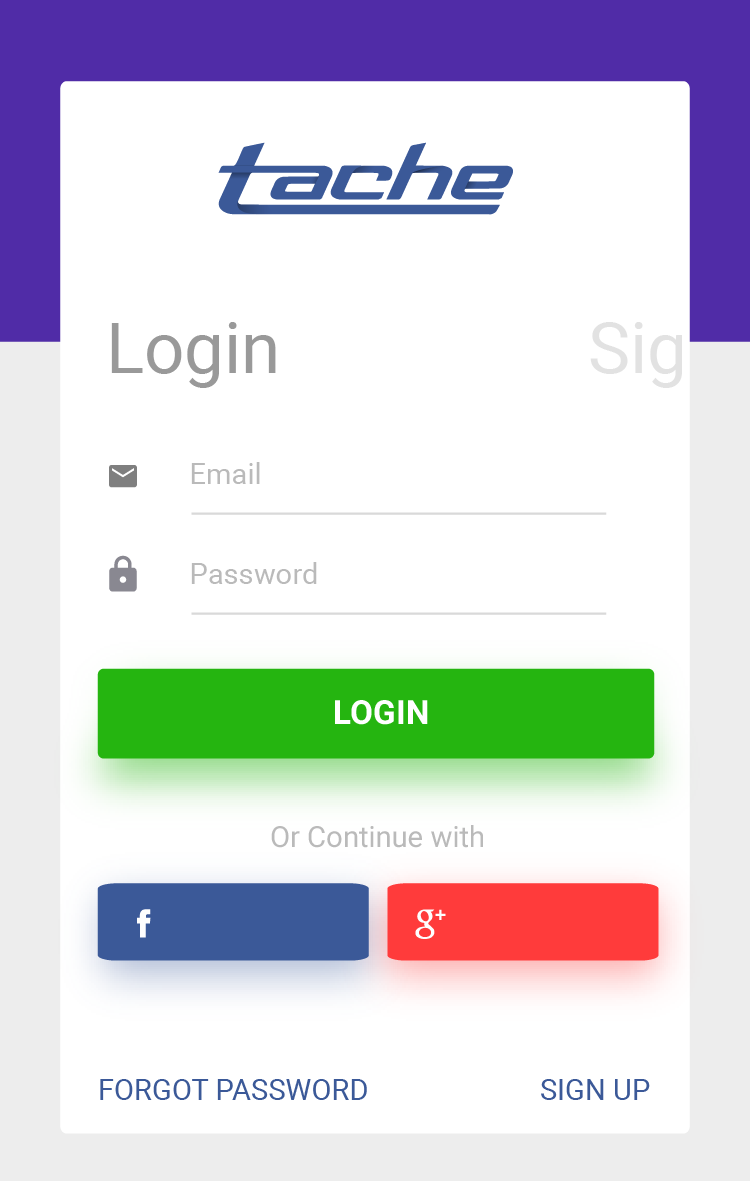 tache
Login Sig
Email
Password
LOGIN
Or Continue with
f g+
FORGOT PASSWORD SIGN UP